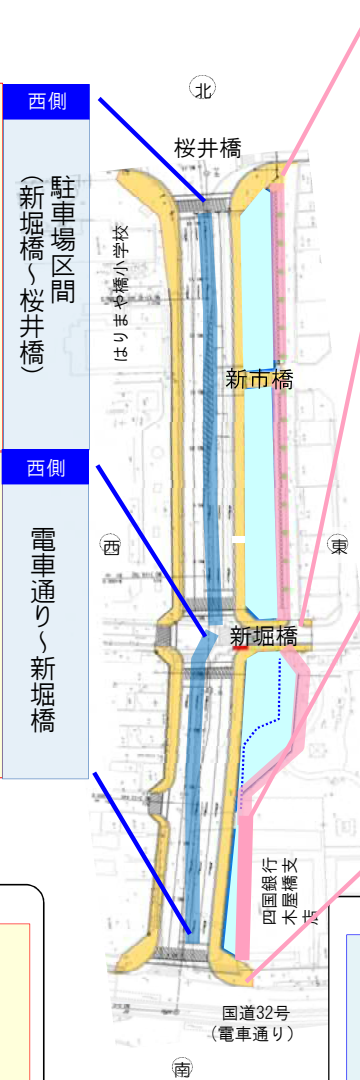 西側
駐車場区間
（新堀橋～桜井橋）
西側
電車通り～新堀橋
北
桜井橋
はりまや橋小学校
新市橋
西
東
新堀橋
四国銀行
木屋橋支
店
国道32号
（電車通り）
南